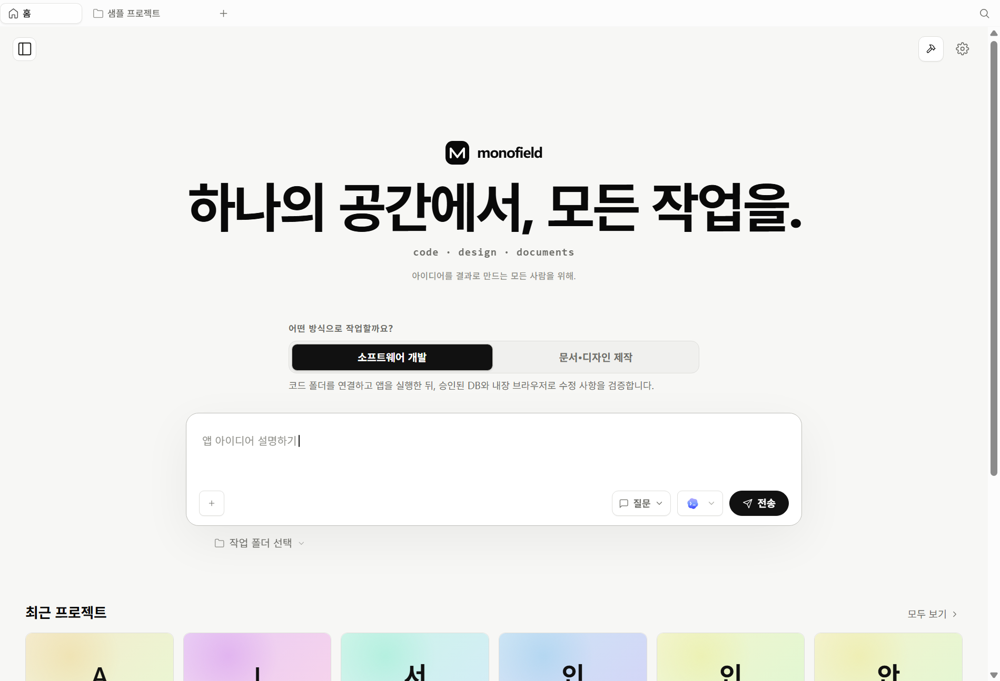 홈
샘플 프로젝트
monofield
하나의 공간에서, 모든 작업을.
code · design · documents
아이디어를 결과로 만드는 모든 사람을 위해.
어떤 방식으로 작업할까요?
소프트웨어 개발
문서•디자인 제작
코드 폴더를 연결하고 앱을 실행한 뒤, 승인된 DB와 내장 브라우저로 수정 사항을 검증합니다.
앱 아이디어 설명하기
질문
전송
작업 폴더 선택
최근 프로젝트
모두 보기
A
서
인
인
안